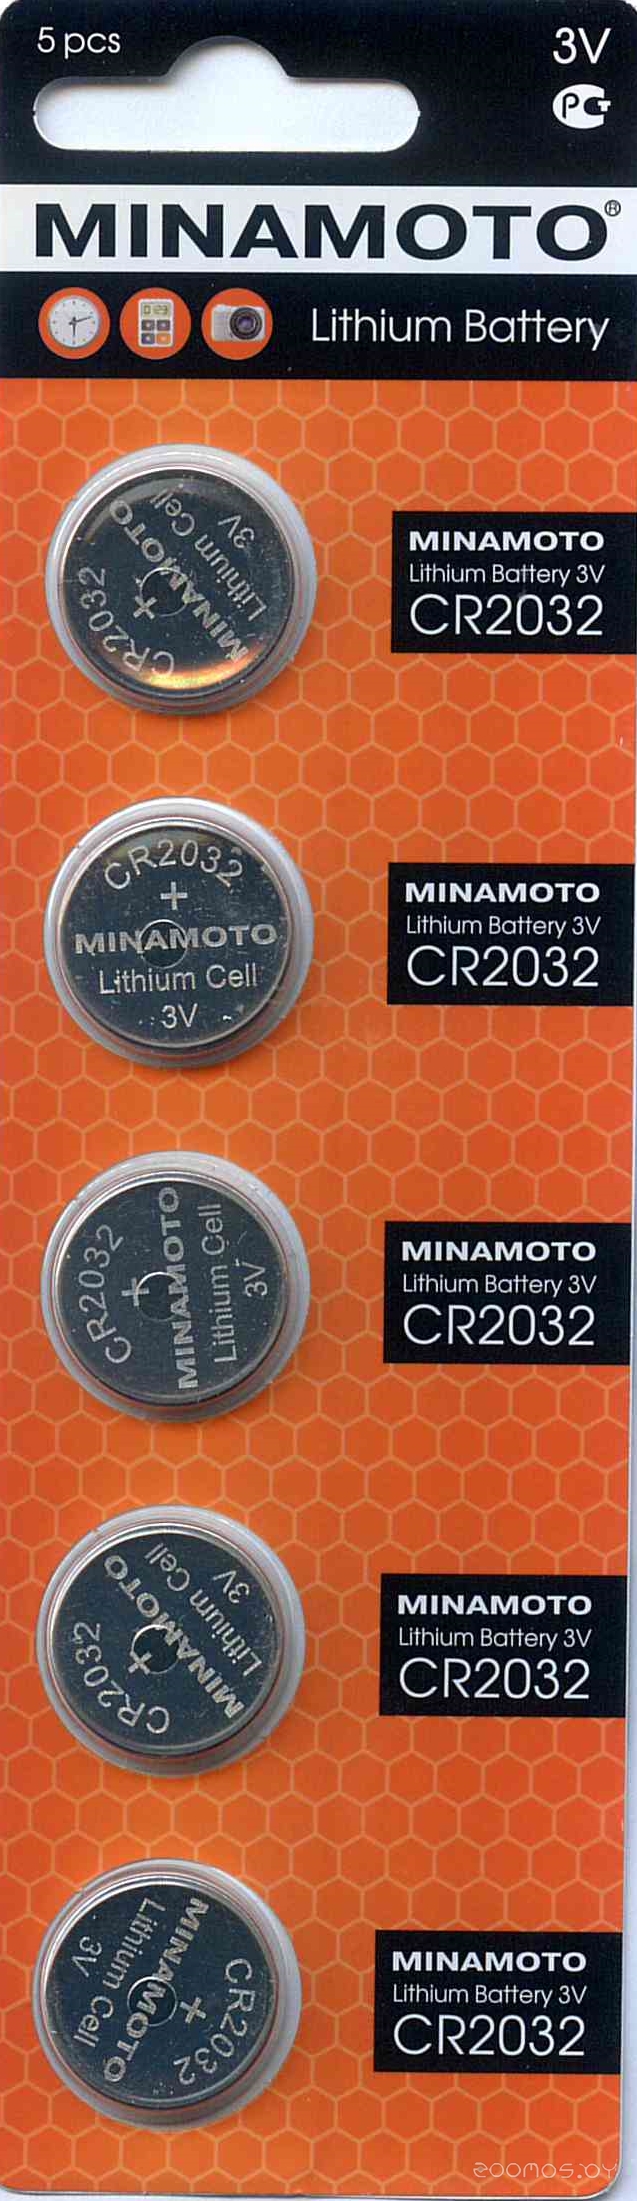 5 pcs
3V
РСТ
MINAMOTO®
Lithium Battery
CR2032
+
MINAMOTO
Lithium Cell
3V
MINAMOTO
Lithium Battery 3V
CR2032
CR2032
+
MINAMOTO
Lithium Cell
3V
MINAMOTO
Lithium Battery 3V
CR2032
CR2032
+
MINAMOTO
Lithium Cell
3V
MINAMOTO
Lithium Battery 3V
CR2032
CR2032
+
MINAMOTO
Lithium Cell
3V
MINAMOTO
Lithium Battery 3V
CR2032
CR2032
+
MINAMOTO
Lithium Cell
3V
MINAMOTO
Lithium Battery 3V
CR2032
zoomos.by